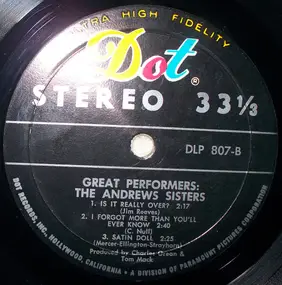 ULTRA HIGH FIDELITY
Dot
®
STEREO 33⅓
DLP 807-B
GREAT PERFORMERS:
THE ANDREWS SISTERS
1. IS IT REALLY OVER? 2:17
(Jim Reeves)
2. I FORGOT MORE THAN YOU'LL
EVER KNOW 2:40
(C. Null)
3. SATIN DOLL 2:25
(Mercer-Ellington-Strayhorn)
Produced by Charles Grean &
Tom Mack
DOT RECORDS, INC., HOLLYWOOD, CALIFORNIA • A DIVISION OF PARAMOUNT PICTURES CORPORATION